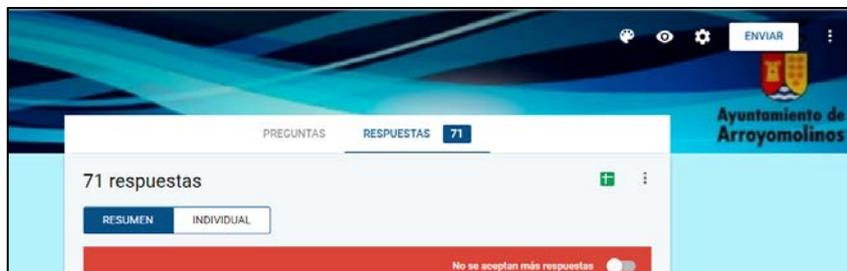 ENVIAR
Ayuntamiento de
Arroyomolinos
PREGUNTAS RESPUESTAS 71
71 respuestas
RESUMEN INDIVIDUAL
No se aceptan más respuestas